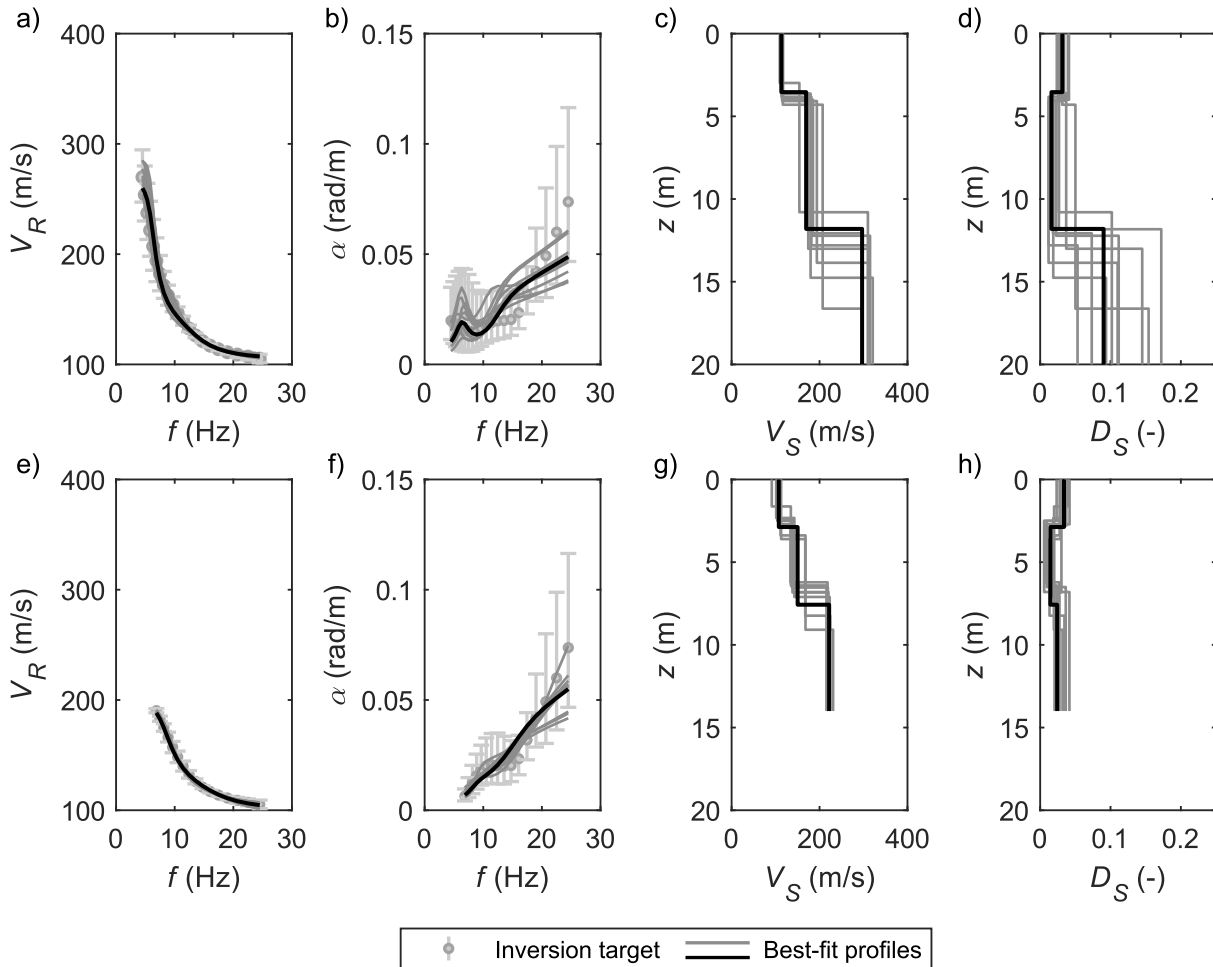 a)
400
300
200
100
V_R (m/s)
0 10 20 30
f (Hz)
b)
0.15
0.1
0.05
0
α (rad/m)
0 10 20 30
f (Hz)
c)
0
5
10
15
20
z (m)
0 200 400
V_S (m/s)
d)
0
5
10
15
20
z (m)
0 0.1 0.2
D_S (-)
e)
400
300
200
100
V_R (m/s)
0 10 20 30
f (Hz)
f)
0.15
0.1
0.05
0
α (rad/m)
0 10 20 30
f (Hz)
g)
0
5
10
15
20
z (m)
0 200 400
V_S (m/s)
h)
0
5
10
15
20
z (m)
0 0.1 0.2
D_S (-)
Inversion target Best-fit profiles